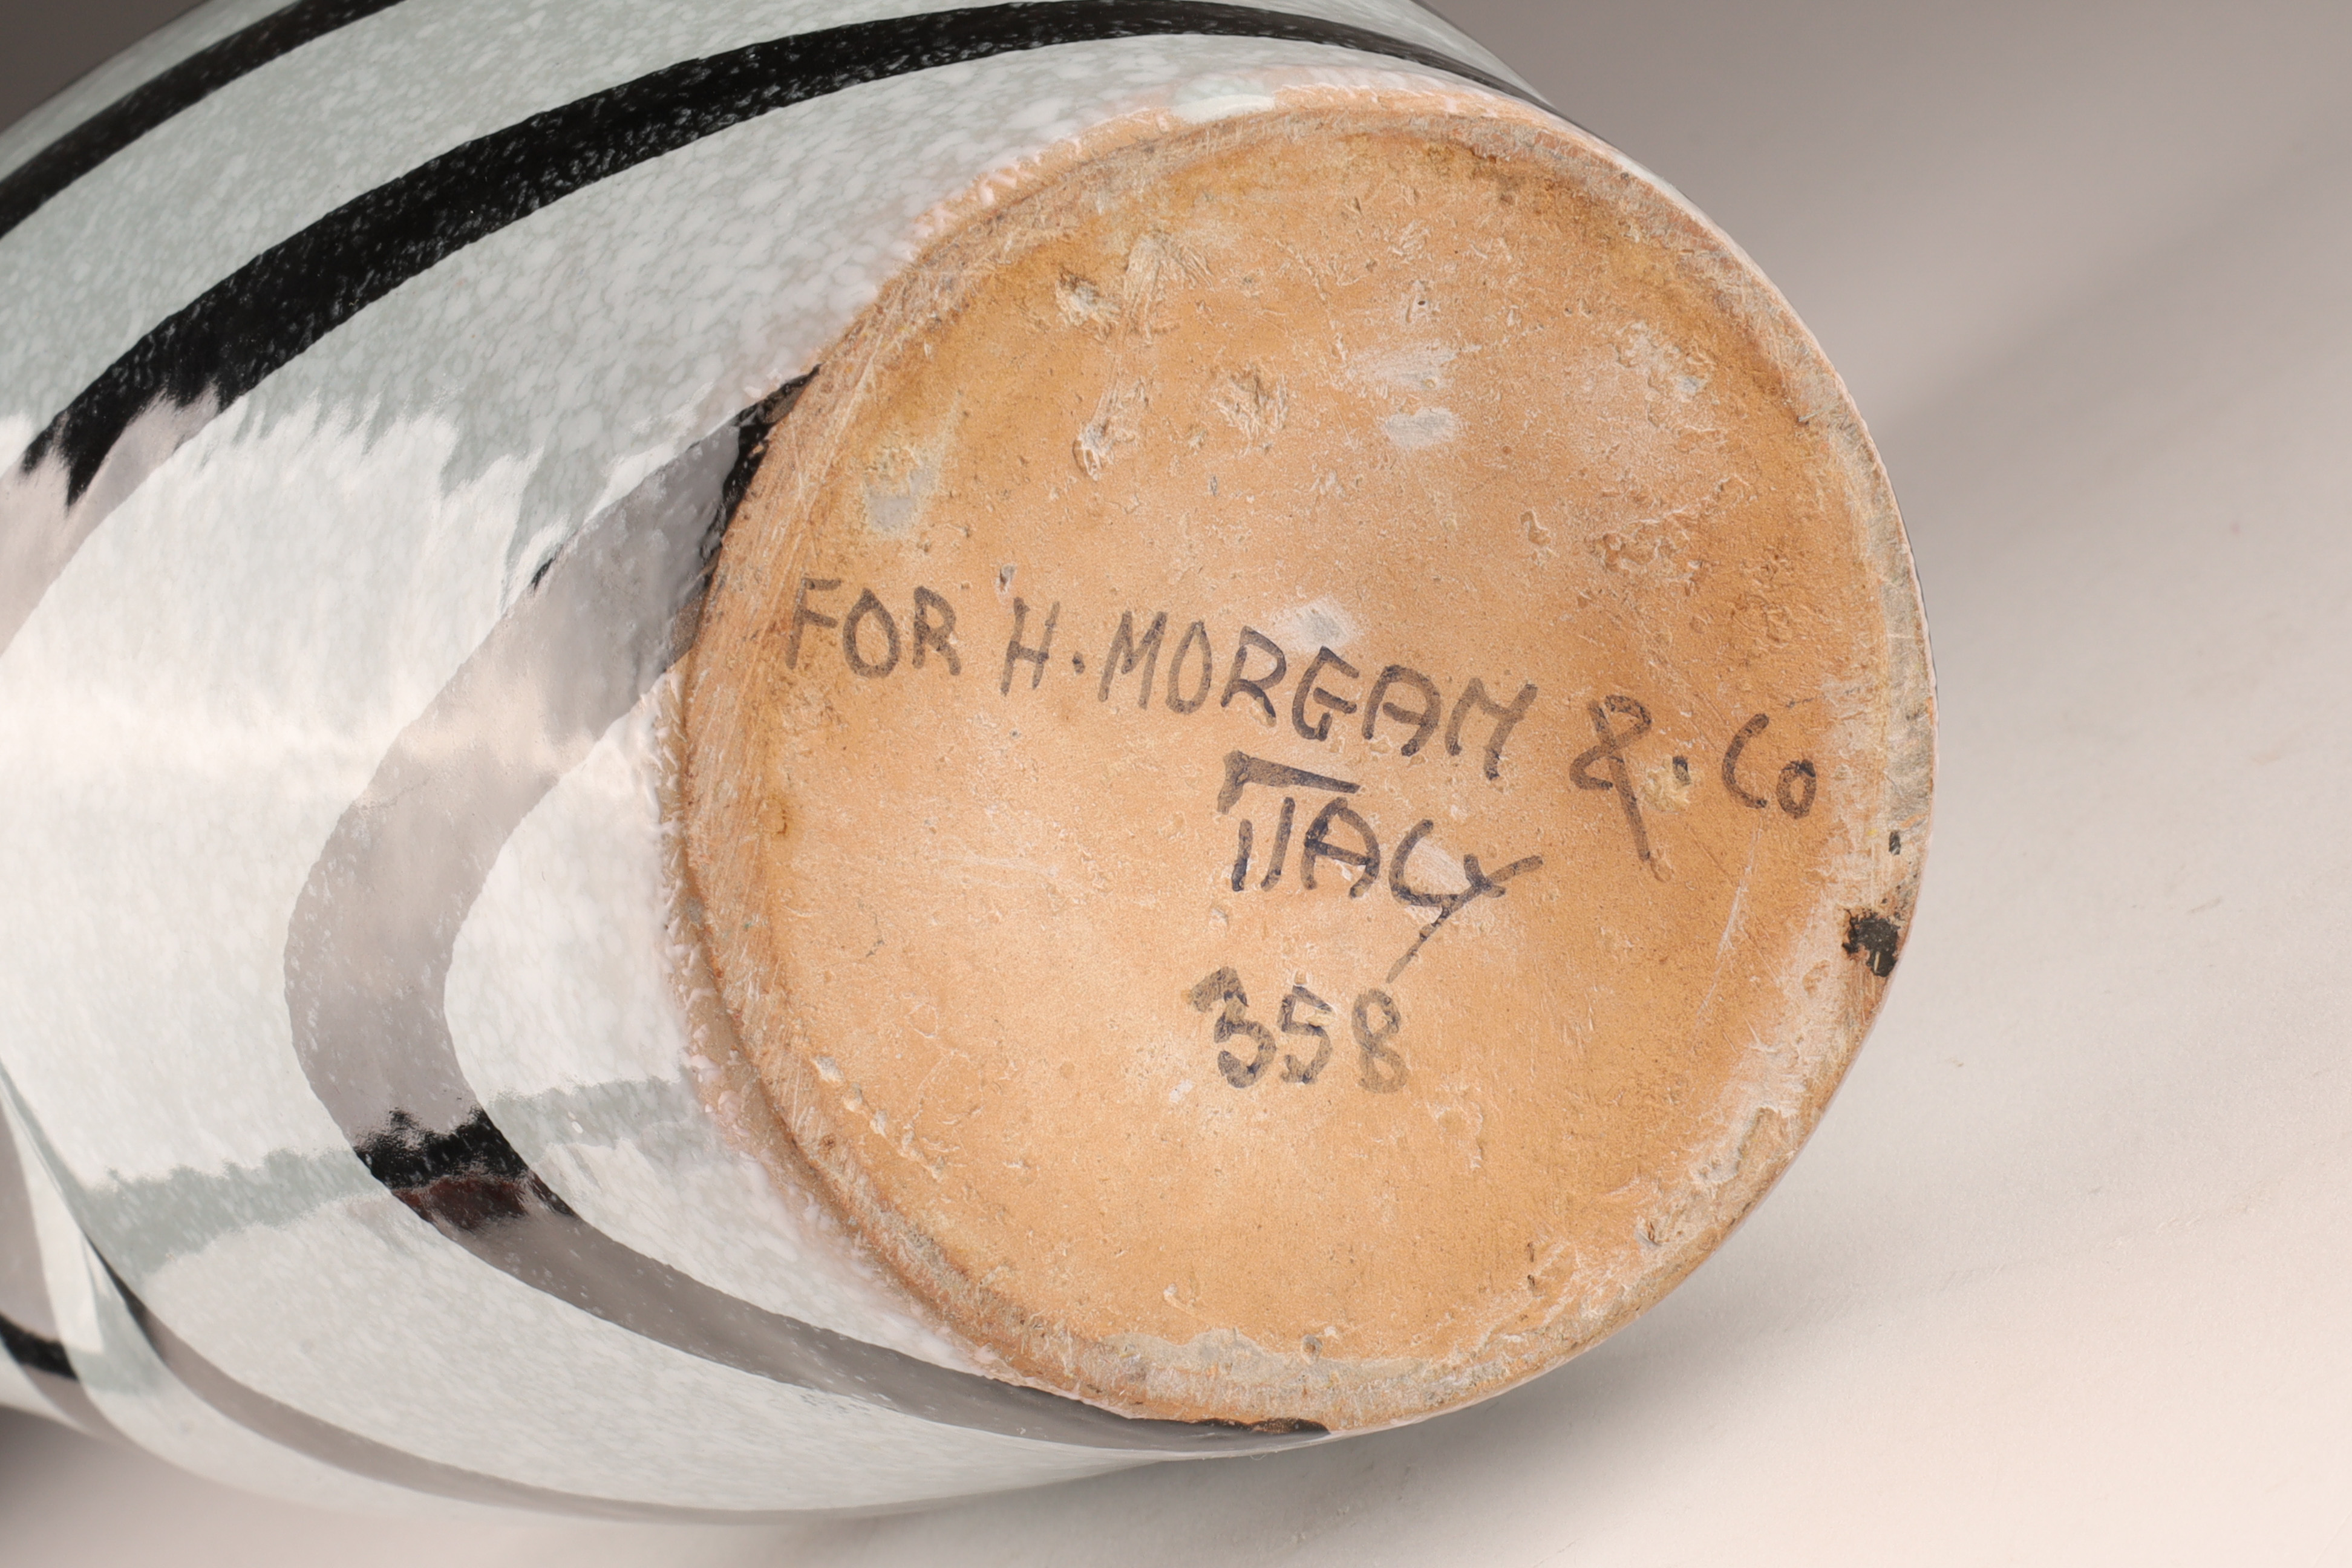 FOR H. MORGAN &. Co
ITALY
358